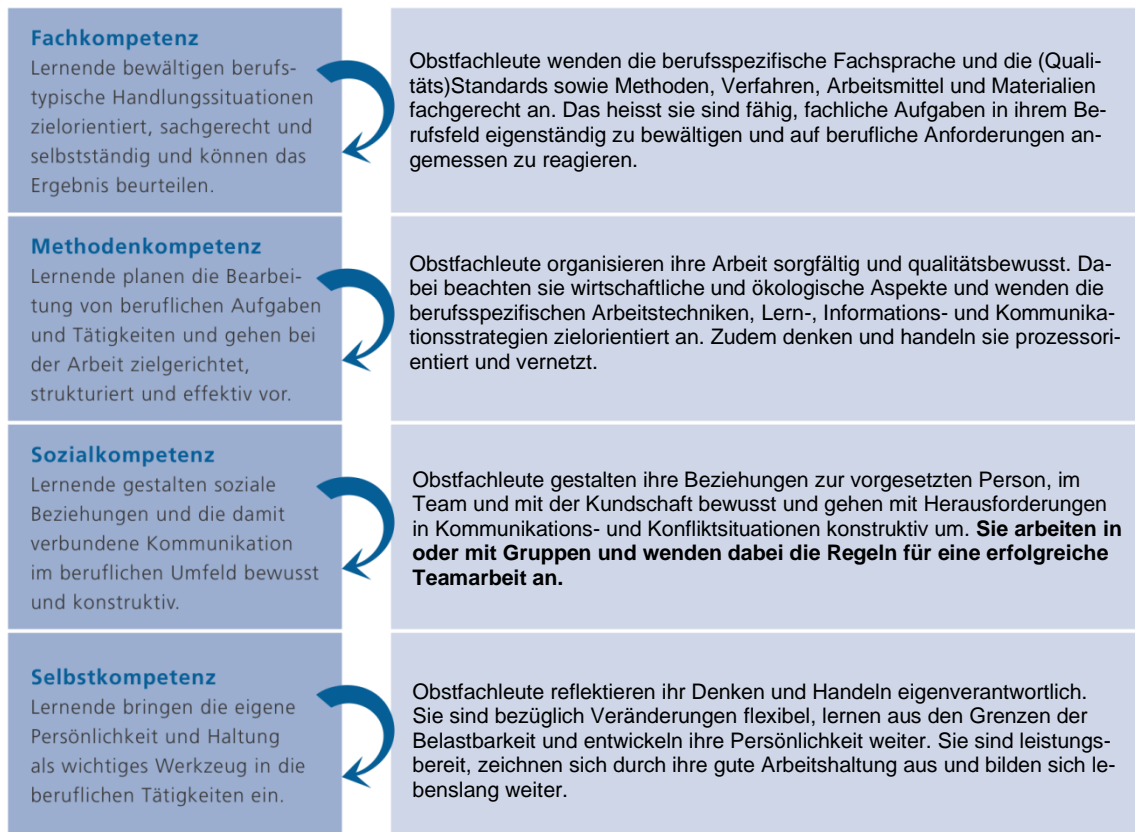 Fachkompetenz
Lernende bewältigen berufs-
typische Handlungssituationen
zielorientiert, sachgerecht und
selbstständig und können das
Ergebnis beurteilen.
Obstfachleute wenden die berufsspezifische Fachsprache und die (Quali-
täts)Standards sowie Methoden, Verfahren, Arbeitsmittel und Materialien
fachgerecht an. Das heisst sie sind fähig, fachliche Aufgaben in ihrem Be-
rufsfeld eigenständig zu bewältigen und auf berufliche Anforderungen an-
gemessen zu reagieren.
Methodenkompetenz
Lernende planen die Bearbei-
tung von beruflichen Aufgaben
und Tätigkeiten und gehen bei
der Arbeit zielgerichtet,
strukturiert und effektiv vor.
Obstfachleute organisieren ihre Arbeit sorgfältig und qualitätsbewusst. Da-
bei beachten sie wirtschaftliche und ökologische Aspekte und wenden die
berufsspezifischen Arbeitstechniken, Lern-, Informations- und Kommunika-
tionsstrategien zielorientiert an. Zudem denken und handeln sie prozessori-
entiert und vernetzt.
Sozialkompetenz
Lernende gestalten soziale
Beziehungen und die damit
verbundene Kommunikation
im beruflichen Umfeld bewusst
und konstruktiv.
Obstfachleute gestalten ihre Beziehungen zur vorgesetzten Person, im
Team und mit der Kundschaft bewusst und gehen mit Herausforderungen
in Kommunikations- und Konfliktsituationen konstruktiv um. Sie arbeiten in
oder mit Gruppen und wenden dabei die Regeln für eine erfolgreiche
Teamarbeit an.
Selbstkompetenz
Lernende bringen die eigene
Persönlichkeit und Haltung
als wichtiges Werkzeug in die
beruflichen Tätigkeiten ein.
Obstfachleute reflektieren ihr Denken und Handeln eigenverantwortlich.
Sie sind bezüglich Veränderungen flexibel, lernen aus den Grenzen der
Belastbarkeit und entwickeln ihre Persönlichkeit weiter. Sie sind leistungs-
bereit, zeichnen sich durch ihre gute Arbeitshaltung aus und bilden sich le-
benslang weiter.